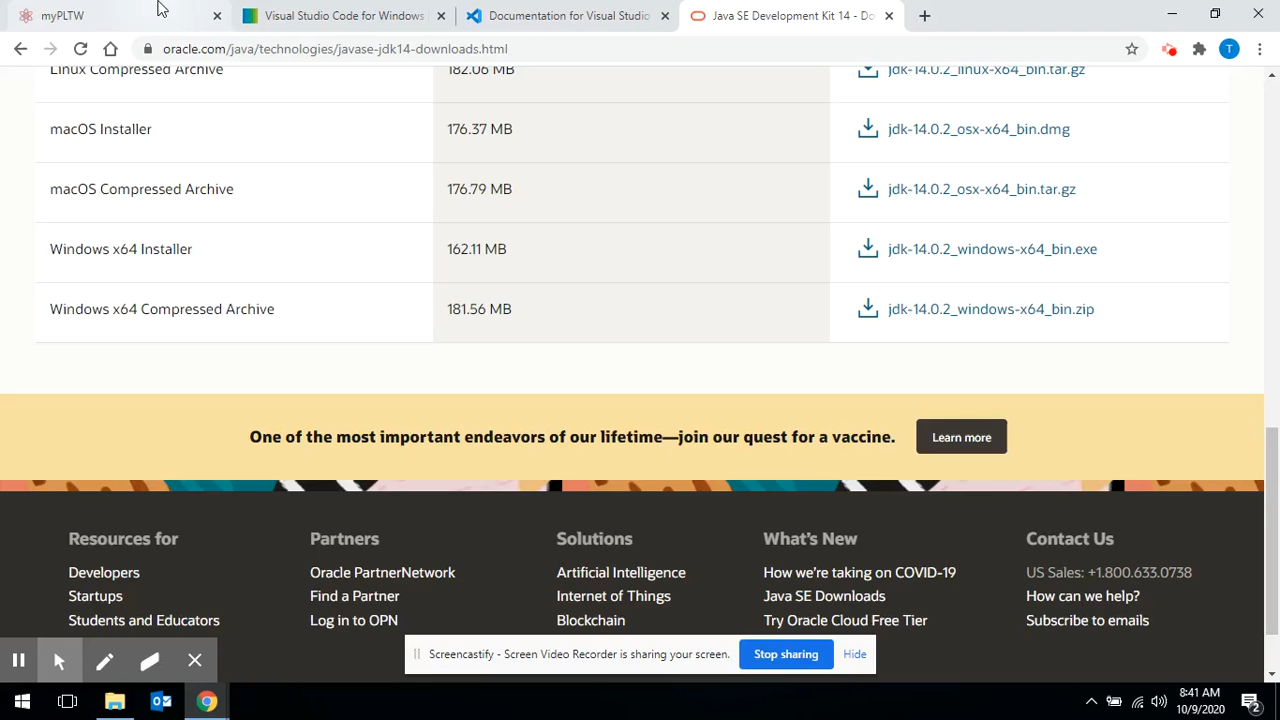 myPLTW
Visual Studio Code for Windows
Documentation for Visual Studio
Java SE Development Kit 14 - Do
oracle.com/java/technologies/javase-jdk14-downloads.html
T
Linux Compressed Archive 182.06 MB jdk-14.0.2_linux-x64_bin.tar.gz
macOS Installer 176.37 MB jdk-14.0.2_osx-x64_bin.dmg
macOS Compressed Archive 176.79 MB jdk-14.0.2_osx-x64_bin.tar.gz
Windows x64 Installer 162.11 MB jdk-14.0.2_windows-x64_bin.exe
Windows x64 Compressed Archive 181.56 MB jdk-14.0.2_windows-x64_bin.zip
One of the most important endeavors of our lifetime—join our quest for a vaccine. Learn more
Resources for
Developers
Startups
Students and Educators
Partners
Oracle PartnerNetwork
Find a Partner
Log in to OPN
Solutions
Artificial Intelligence
Internet of Things
Blockchain
What's New
How we're taking on COVID-19
Java SE Downloads
Try Oracle Cloud Free Tier
Contact Us
US Sales: +1.800.633.0738
How can we help?
Subscribe to emails
Screencastify - Screen Video Recorder is sharing your screen. Stop sharing Hide
8:41 AM
10/9/2020
2